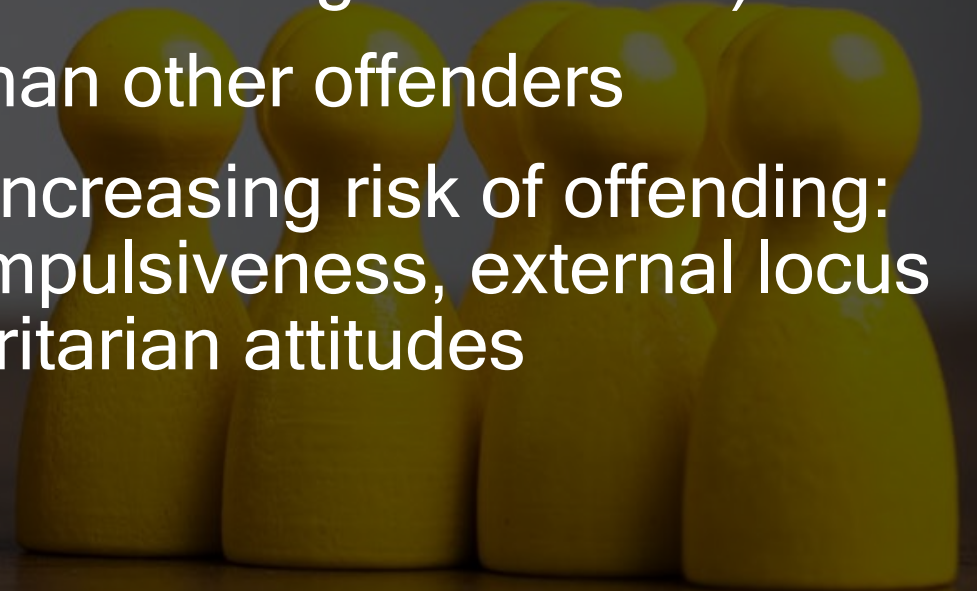 han other offenders
ncreasing risk of offending:
mpulsiveness, external locus
ritarian attitudes